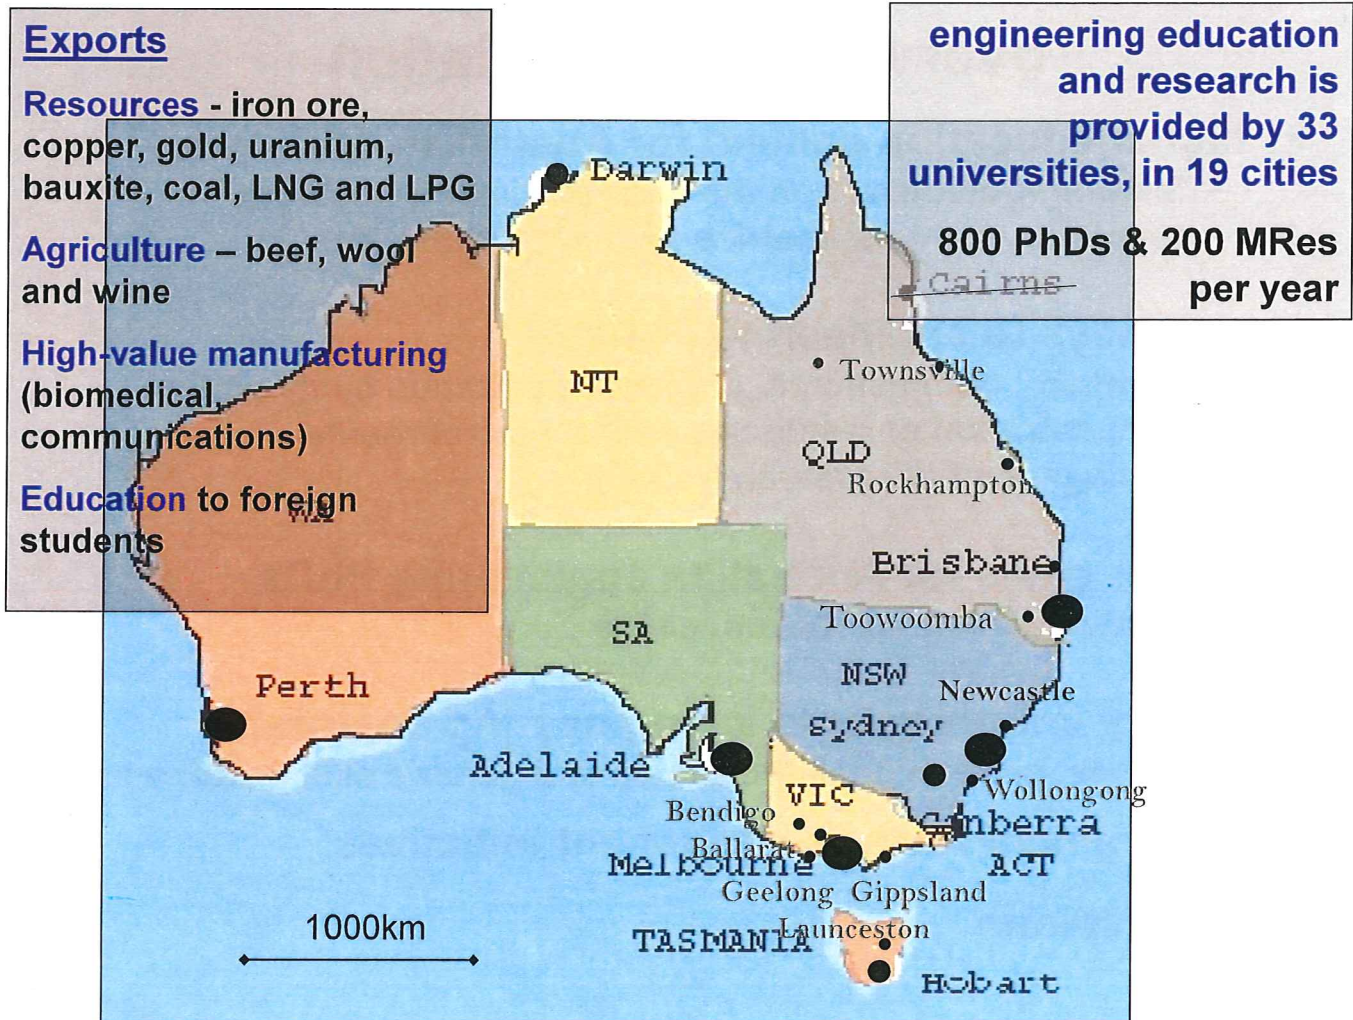 Exports
Resources - iron ore,
copper, gold, uranium,
bauxite, coal, LNG and LPG
Agriculture – beef, wool
and wine
High-value manufacturing
(biomedical,
communications)
Education to foreign
students
engineering education
and research is
provided by 33
universities, in 19 cities
800 PhDs & 200 MRes
per year
Darwin
Cairns
Townsville
NT
QLD
Rockhampton
WA
Brisbane
Toowoomba
SA
NSW
Newcastle
Perth
Sydney
Adelaide
Wollongong
VIC
Bendigo
Canberra
Ballarat
Melbourne
ACT
Geelong
Gippsland
Launceston
1000km
TASMANIA
Hobart